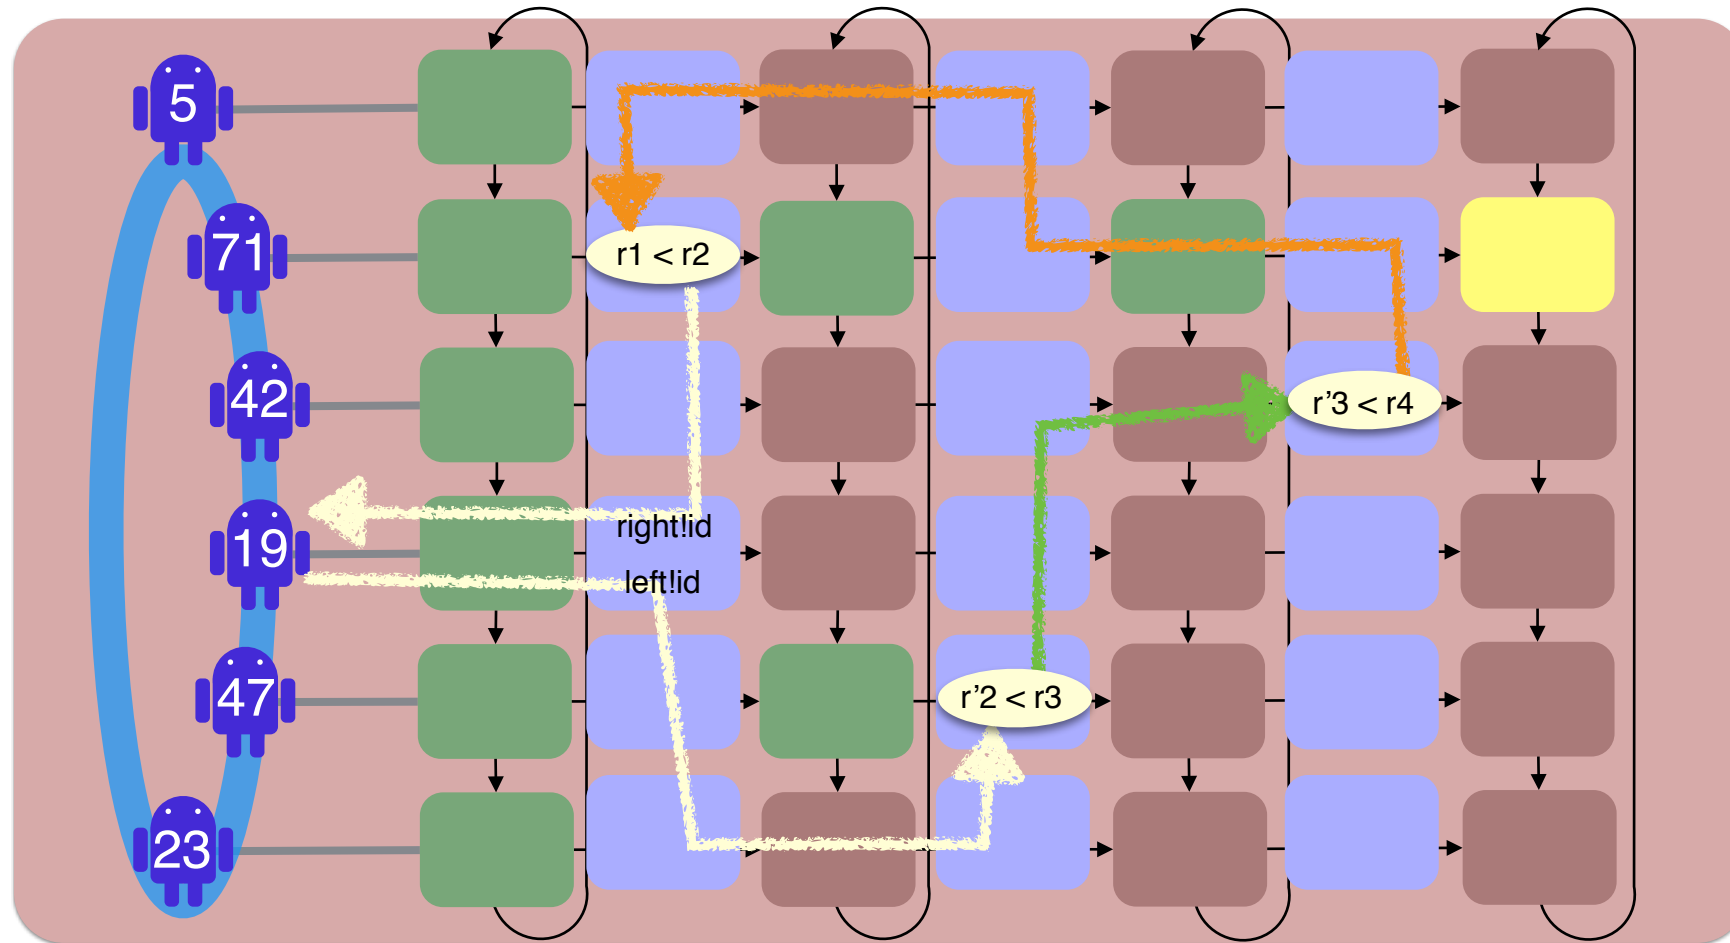 5
71
r1 < r2
42
r’3 < r4
right!id
19
left!id
47
r’2 < r3
23